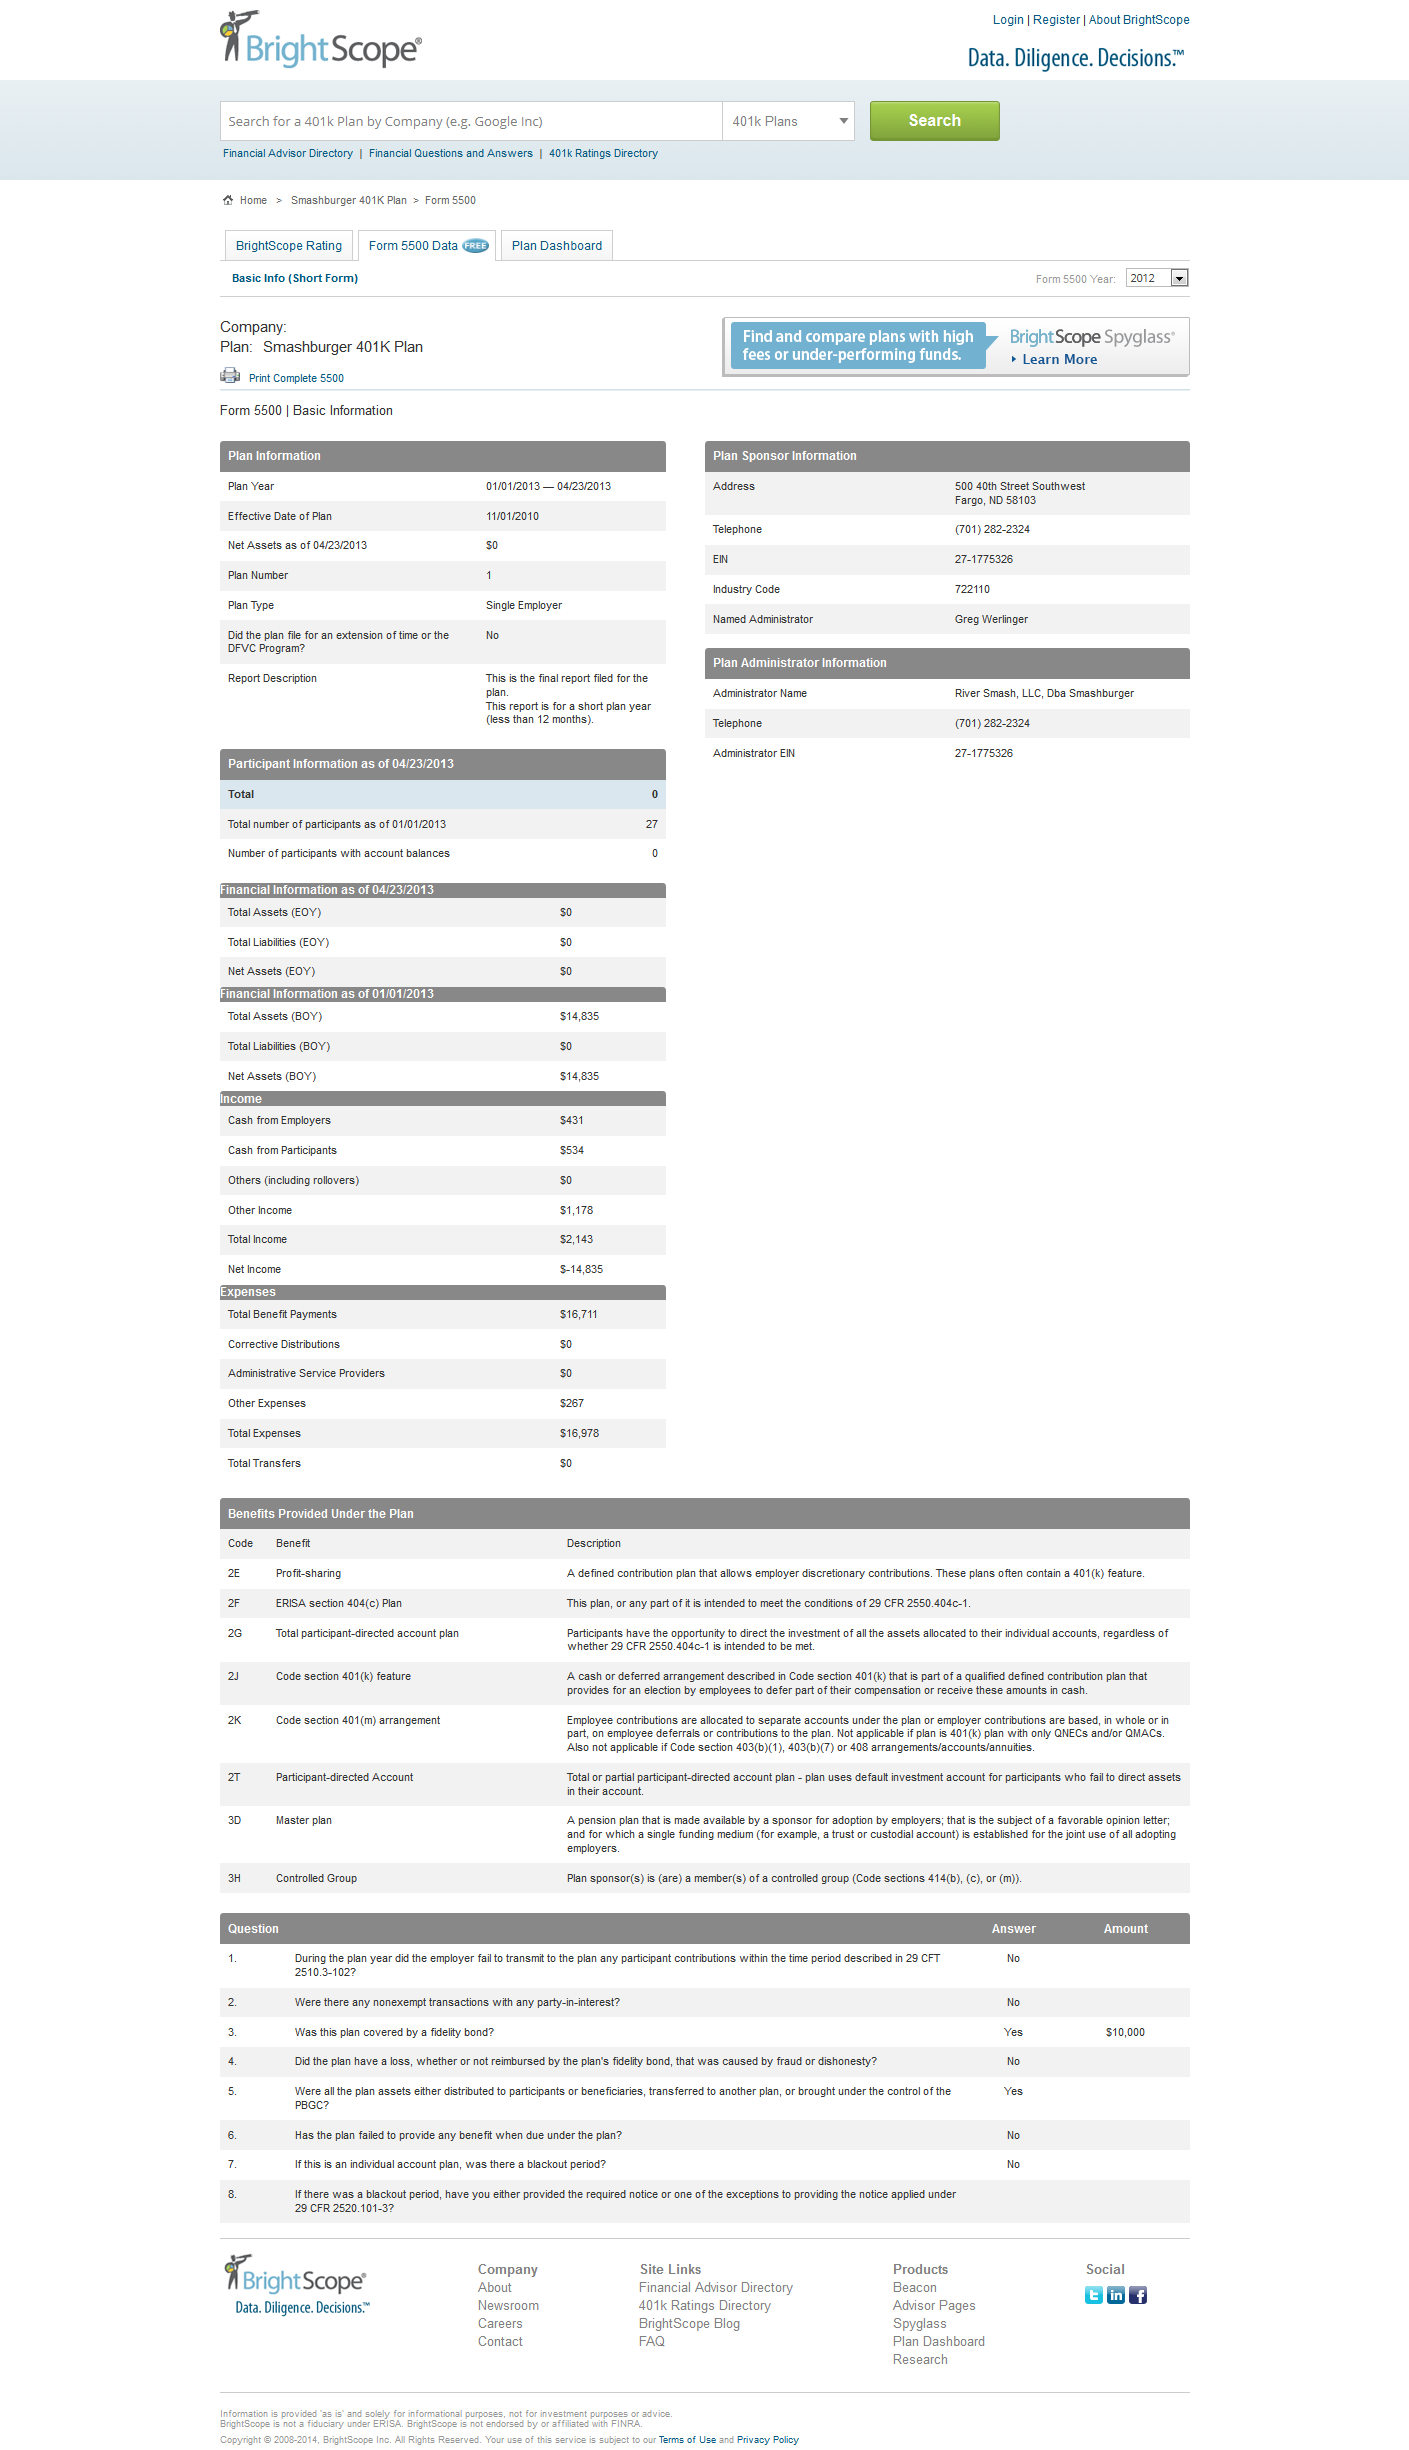 BrightScope®
Login | Register | About BrightScope
Data. Diligence. Decisions.™
Search for a 401k Plan by Company (e.g. Google Inc)
401k Plans
Search
Financial Advisor Directory | Financial Questions and Answers | 401k Ratings Directory
Home > Smashburger 401K Plan > Form 5500
BrightScope Rating
Form 5500 Data FREE
Plan Dashboard
Basic Info (Short Form)
Form 5500 Year: 2012
Company:
Plan: Smashburger 401K Plan
Print Complete 5500
Find and compare plans with high
fees or under-performing funds.
BrightScope Spyglass®
Learn More
Form 5500 | Basic Information
Plan Information
Plan Year 01/01/2013 — 04/23/2013
Effective Date of Plan 11/01/2010
Net Assets as of 04/23/2013 $0
Plan Number 1
Plan Type Single Employer
Did the plan file for an extension of time or the No
DFVC Program?
Report Description This is the final report filed for the
plan.
This report is for a short plan year
(less than 12 months).
Plan Sponsor Information
Address 500 40th Street Southwest
Fargo, ND 58103
Telephone (701) 282-2324
EIN 27-1775326
Industry Code 722110
Named Administrator Greg Werlinger
Plan Administrator Information
Administrator Name River Smash, LLC, Dba Smashburger
Telephone (701) 282-2324
Administrator EIN 27-1775326
Participant Information as of 04/23/2013
Total 0
Total number of participants as of 01/01/2013 27
Number of participants with account balances 0
Financial Information as of 04/23/2013
Total Assets (EOY) $0
Total Liabilities (EOY) $0
Net Assets (EOY) $0
Financial Information as of 01/01/2013
Total Assets (BOY) $14,835
Total Liabilities (BOY) $0
Net Assets (BOY) $14,835
Income
Cash from Employers $431
Cash from Participants $534
Others (including rollovers) $0
Other Income $1,178
Total Income $2,143
Net Income $-14,835
Expenses
Total Benefit Payments $16,711
Corrective Distributions $0
Administrative Service Providers $0
Other Expenses $267
Total Expenses $16,978
Total Transfers $0
Benefits Provided Under the Plan
Code Benefit Description
2E Profit-sharing A defined contribution plan that allows employer discretionary contributions. These plans often contain a 401(k) feature.
2F ERISA section 404(c) Plan This plan, or any part of it is intended to meet the conditions of 29 CFR 2550.404c-1.
2G Total participant-directed account plan Participants have the opportunity to direct the investment of all the assets allocated to their individual accounts, regardless of
whether 29 CFR 2550.404c-1 is intended to be met.
2J Code section 401(k) feature A cash or deferred arrangement described in Code section 401(k) that is part of a qualified defined contribution plan that
provides for an election by employees to defer part of their compensation or receive these amounts in cash.
2K Code section 401(m) arrangement Employee contributions are allocated to separate accounts under the plan or employer contributions are based, in whole or in
part, on employee deferrals or contributions to the plan. Not applicable if plan is 401(k) plan with only QNECs and/or QMACs.
Also not applicable if Code section 403(b)(1), 403(b)(7) or 408 arrangements/accounts/annuities.
2T Participant-directed Account Total or partial participant-directed account plan - plan uses default investment account for participants who fail to direct assets
in their account.
3D Master plan A pension plan that is made available by a sponsor for adoption by employers; that is the subject of a favorable opinion letter;
and for which a single funding medium (for example, a trust or custodial account) is established for the joint use of all adopting
employers.
3H Controlled Group Plan sponsor(s) is (are) a member(s) of a controlled group (Code sections 414(b), (c), or (m)).
Question Answer Amount
1. During the plan year did the employer fail to transmit to the plan any participant contributions within the time period described in 29 CFT No
2510.3-102?
2. Were there any nonexempt transactions with any party-in-interest? No
3. Was this plan covered by a fidelity bond? Yes $10,000
4. Did the plan have a loss, whether or not reimbursed by the plan's fidelity bond, that was caused by fraud or dishonesty? No
5. Were all the plan assets either distributed to participants or beneficiaries, transferred to another plan, or brought under the control of the Yes
PBGC?
6. Has the plan failed to provide any benefit when due under the plan? No
7. If this is an individual account plan, was there a blackout period? No
8. If there was a blackout period, have you either provided the required notice or one of the exceptions to providing the notice applied under
29 CFR 2520.101-3?
BrightScope®
Data. Diligence. Decisions.™
Company
About
Newsroom
Careers
Contact
Site Links
Financial Advisor Directory
401k Ratings Directory
BrightScope Blog
FAQ
Products
Beacon
Advisor Pages
Spyglass
Plan Dashboard
Research
Social
t in f
Information is provided 'as is' and solely for informational purposes, not for investment purposes or advice.
BrightScope is not a fiduciary under ERISA. BrightScope is not endorsed by or affiliated with FINRA.
Copyright © 2008-2014, BrightScope Inc. All Rights Reserved. Your use of this service is subject to our Terms of Use and Privacy Policy